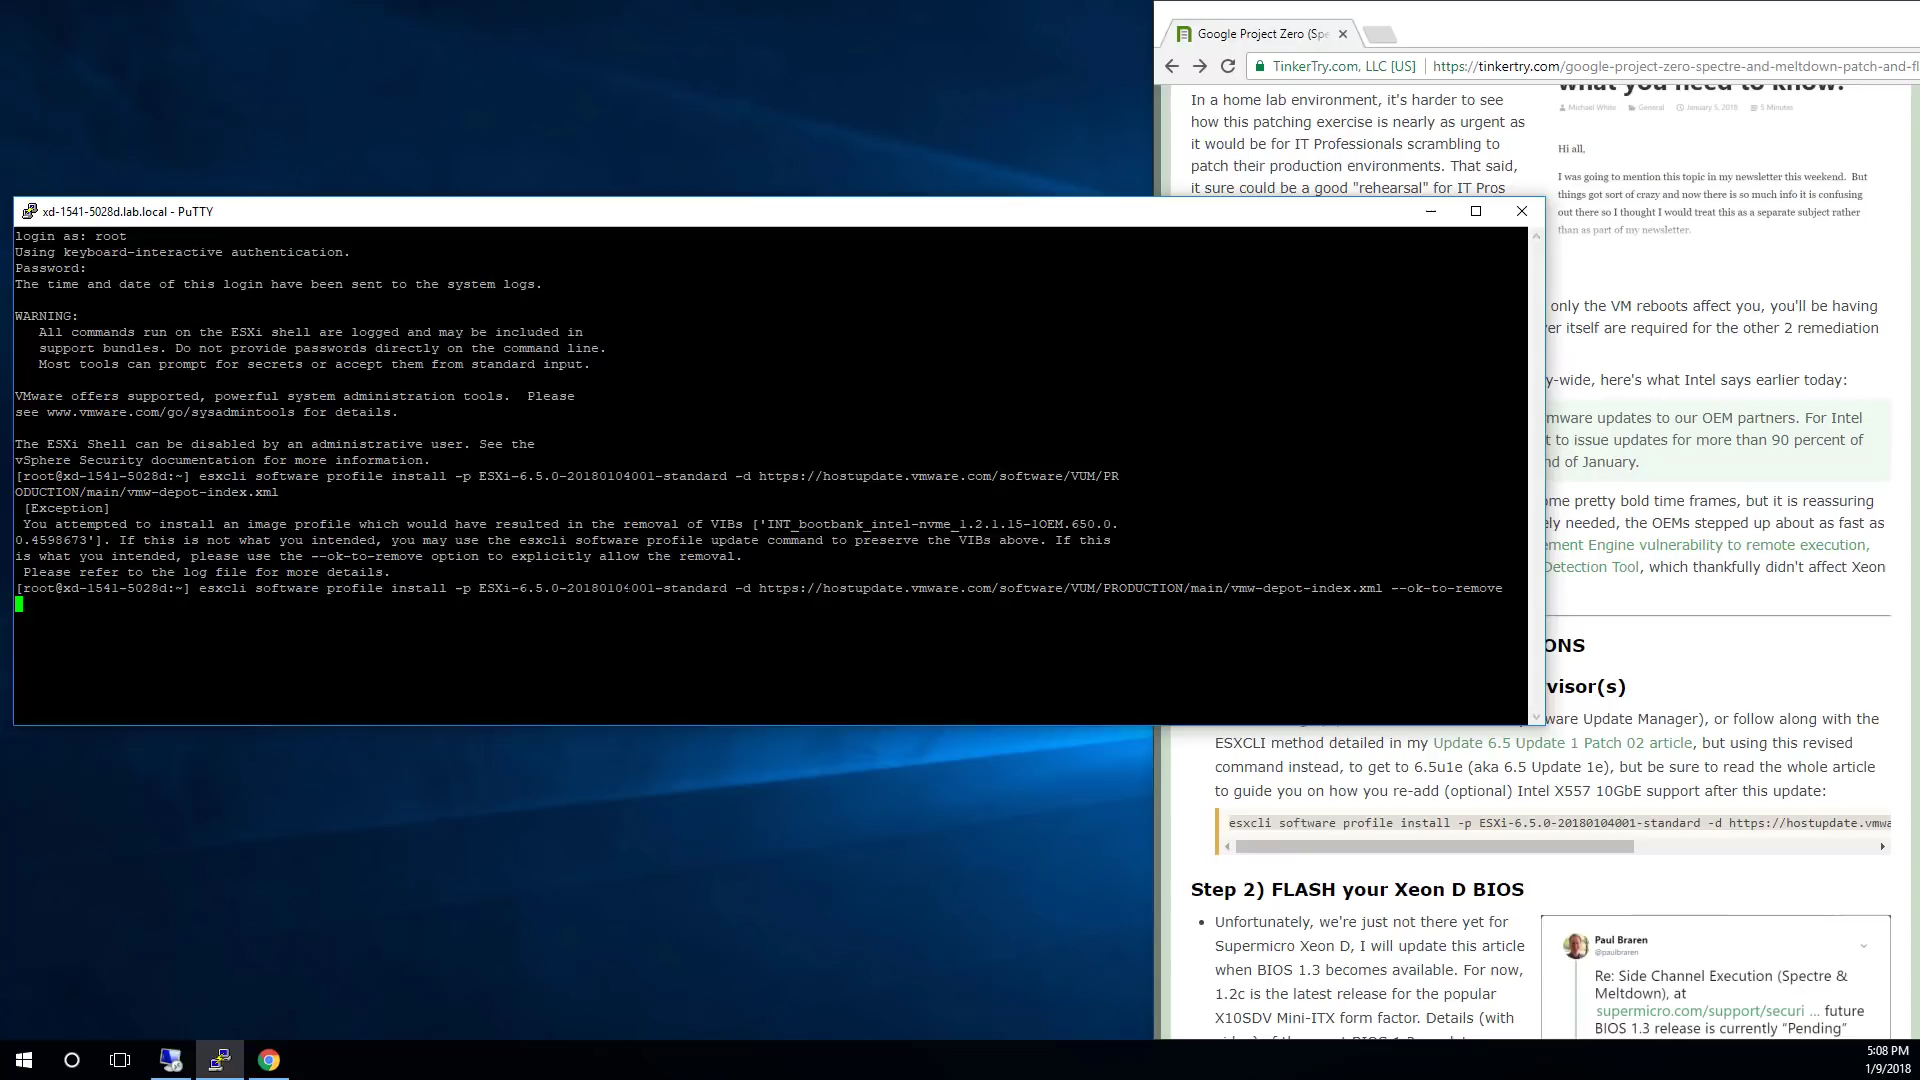 Google Project Zero (Spe
TinkerTry.com, LLC [US] | https://tinkertry.com/google-project-zero-spectre-and-meltdown-patch-and-fl
what you need to know.
Michael White General January 5, 2018 5 Minutes
In a home lab environment, it's harder to see
how this patching exercise is nearly as urgent as
it would be for IT Professionals scrambling to
patch their production environments. That said,
it sure could be a good "rehearsal" for IT Pros
Hi all,
I was going to mention this topic in my newsletter this weekend. But
things got sort of crazy and now there is so much info it is confusing
out there so I thought I would treat this as a separate subject rather
than as part of my newsletter.
xd-1541-5028d.lab.local - PuTTY
login as: root
Using keyboard-interactive authentication.
Password:
The time and date of this login have been sent to the system logs.
WARNING:
All commands run on the ESXi shell are logged and may be included in
support bundles. Do not provide passwords directly on the command line.
Most tools can prompt for secrets or accept them from standard input.
VMware offers supported, powerful system administration tools. Please
see www.vmware.com/go/sysadmintools for details.
The ESXi Shell can be disabled by an administrative user. See the
vSphere Security documentation for more information.
[root@xd-1541-5028d:~] esxcli software profile install -p ESXi-6.5.0-20180104001-standard -d https://hostupdate.vmware.com/software/VUM/PR
ODUCTION/main/vmw-depot-index.xml
[Exception]
You attempted to install an image profile which would have resulted in the removal of VIBs ['INT_bootbank_intel-nvme_1.2.1.15-1OEM.650.0.
0.4598673']. If this is not what you intended, you may use the esxcli software profile update command to preserve the VIBs above. If this
is what you intended, please use the --ok-to-remove option to explicitly allow the removal.
Please refer to the log file for more details.
[root@xd-1541-5028d:~] esxcli software profile install -p ESXi-6.5.0-20180104001-standard -d https://hostupdate.vmware.com/software/VUM/PRODUCTION/main/vmw-depot-index.xml --ok-to-remove
only the VM reboots affect you, you'll be having
er itself are required for the other 2 remediation
y-wide, here's what Intel says earlier today:
mware updates to our OEM partners. For Intel
t to issue updates for more than 90 percent of
nd of January.
ome pretty bold time frames, but it is reassuring
ely needed, the OEMs stepped up about as fast as
ement Engine vulnerability to remote execution,
Detection Tool, which thankfully didn't affect Xeon
ONS
visor(s)
ware Update Manager), or follow along with the
ESXCLI method detailed in my Update 6.5 Update 1 Patch 02 article, but using this revised
command instead, to get to 6.5u1e (aka 6.5 Update 1e), but be sure to read the whole article
to guide you on how you re-add (optional) Intel X557 10GbE support after this update:
esxcli software profile install -p ESXi-6.5.0-20180104001-standard -d https://hostupdate.vmwa
Step 2) FLASH your Xeon D BIOS
• Unfortunately, we're just not there yet for
Supermicro Xeon D, I will update this article
when BIOS 1.3 becomes available. For now,
1.2c is the latest release for the popular
X10SDV Mini-ITX form factor. Details (with
Paul Braren
@paulbraren
Re: Side Channel Execution (Spectre &
Meltdown), at
supermicro.com/support/securi ... future
BIOS 1.3 release is currently “Pending”
5:08 PM
1/9/2018